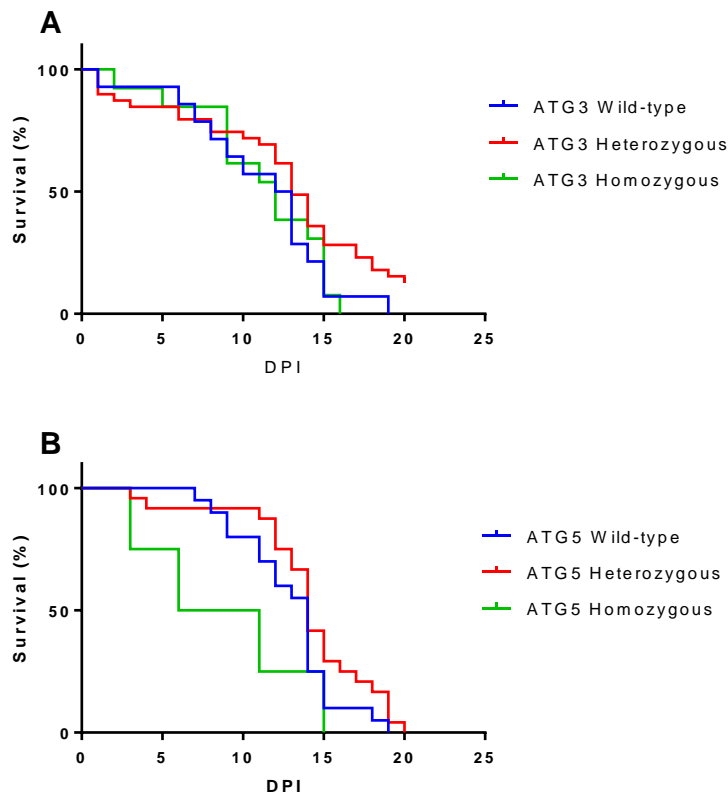 A
Survival (%)
100
50
0
0 5 10 15 20 25
DPI
ATG3 Wild-type
ATG3 Heterozygous
ATG3 Homozygous
B
Survival (%)
100
50
0
0 5 10 15 20 25
DPI
ATG5 Wild-type
ATG5 Heterozygous
ATG5 Homozygous